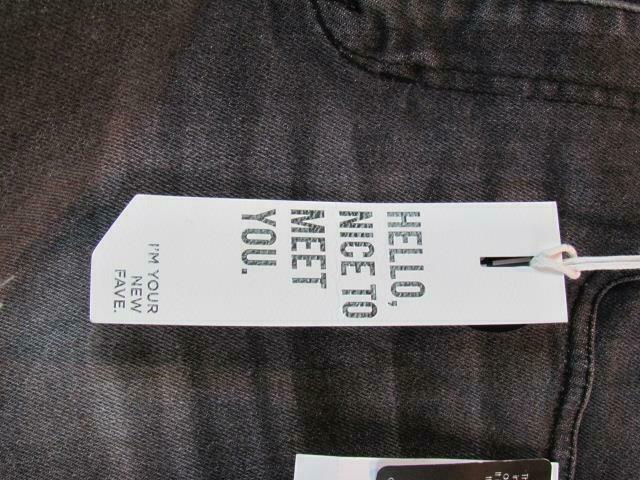 HELLO,
NICE TO
MEET
YOU.
I'M YOUR
NEW
FAVE.